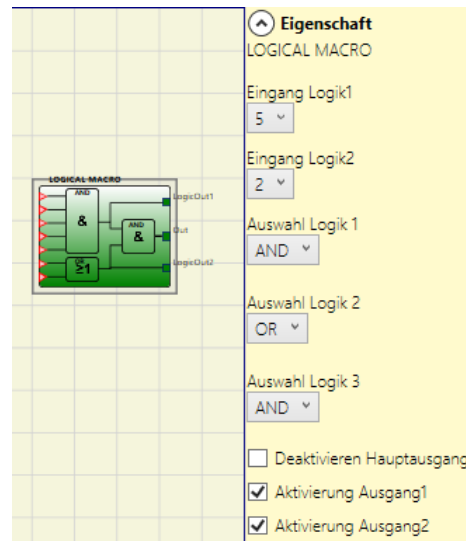 Eigenschaft
LOGICAL MACRO
Eingang Logik1
5
Eingang Logik2
2
Auswahl Logik 1
AND
Auswahl Logik 2
OR
Auswahl Logik 3
AND
Deaktivieren Hauptausgang
Aktivierung Ausgang1
Aktivierung Ausgang2
LOGICAL MACRO
AND
&
OR
≥1
AND
&
LogicOut1
Out
LogicOut2